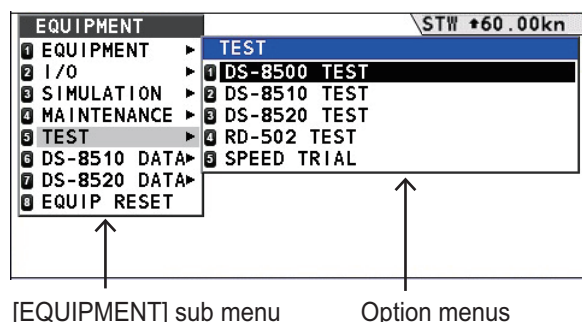 EQUIPMENT
STW ⬆60.00kn
1 EQUIPMENT ▶
2 I/O ▶
3 SIMULATION ▶
4 MAINTENANCE ▶
5 TEST ▶
6 DS-8510 DATA▶
7 DS-8520 DATA▶
8 EQUIP RESET
TEST
1 DS-8500 TEST
2 DS-8510 TEST
3 DS-8520 TEST
4 RD-502 TEST
5 SPEED TRIAL
[EQUIPMENT] sub menu
Option menus